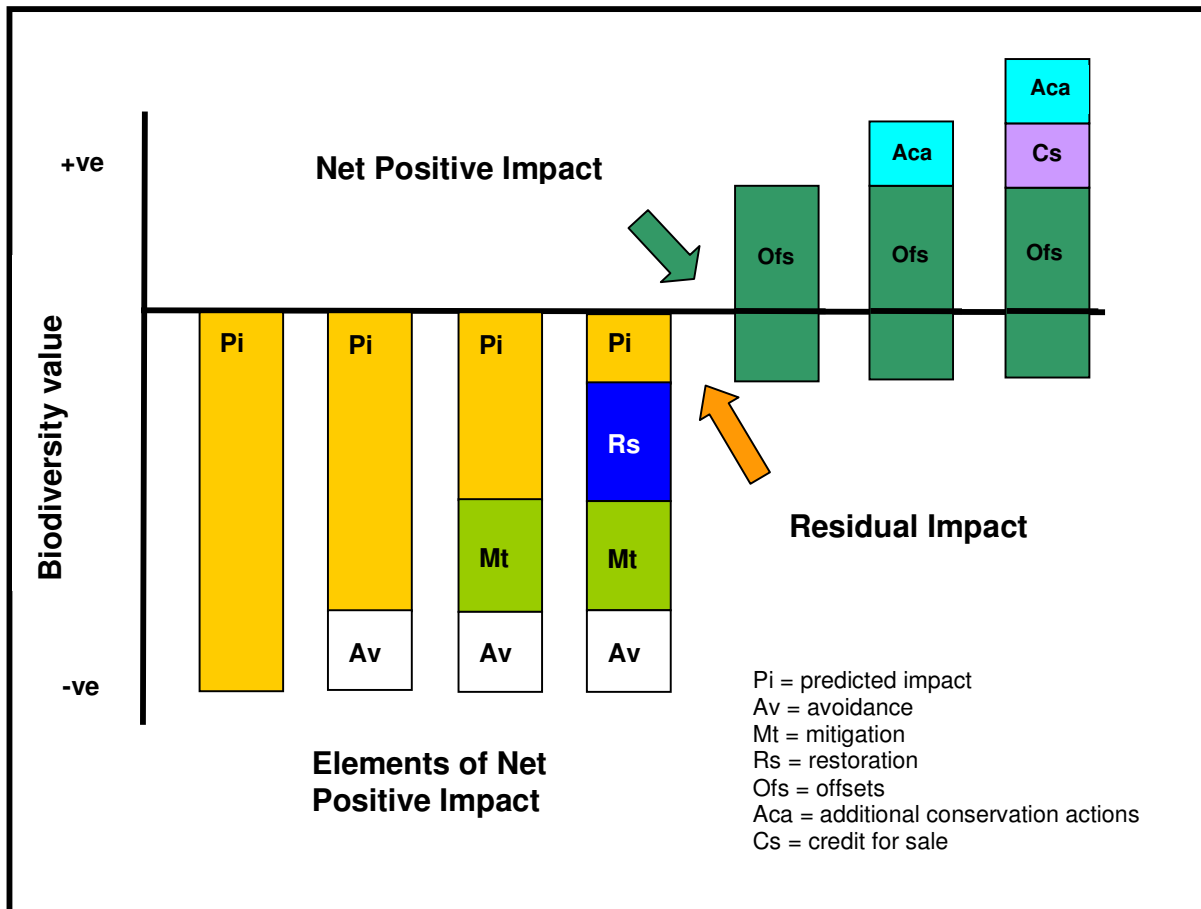 Aca
+ve
Net Positive Impact
Aca
Cs
Ofs
Ofs
Ofs
Biodiversity value
Pi
Pi
Pi
Pi
Rs
Residual Impact
Mt
Mt
Av
Av
Av
-ve
Elements of Net
Positive Impact
Pi = predicted impact
Av = avoidance
Mt = mitigation
Rs = restoration
Ofs = offsets
Aca = additional conservation actions
Cs = credit for sale